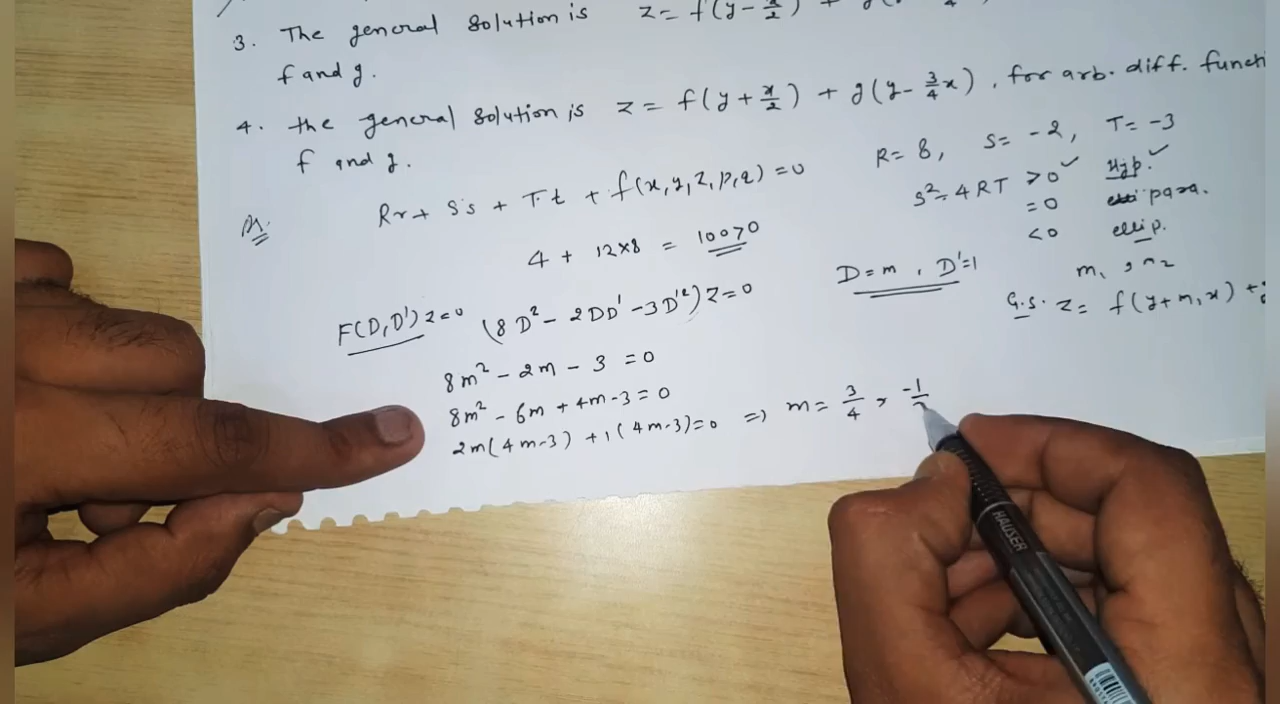 3. The general solution is z = f(y - x/2) +
f and g.
4. the general solution is z = f(y + x/2) + g(y - 3/4 x), for arb. diff. functi
f and g.
R = 8, S = -2, T = -3
Rr + Ss + T.t + f(x, y, z, p, q) = 0
S² - 4RT > 0 ✓ Hyp. ✓
= 0 para.
< 0 ellip.
4 + 12×8 = 100 > 0
D = m, D' = 1
m₁, m₂
F(D, D') z = 0 (8D² - 2DD' - 3D'²) z = 0
G.S. z = f(y + m₁x) +
8m² - 2m - 3 = 0
8m² - 6m + 4m - 3 = 0
2m(4m-3) + 1(4m-3) = 0 => m = 3/4, -1/
HAUSER